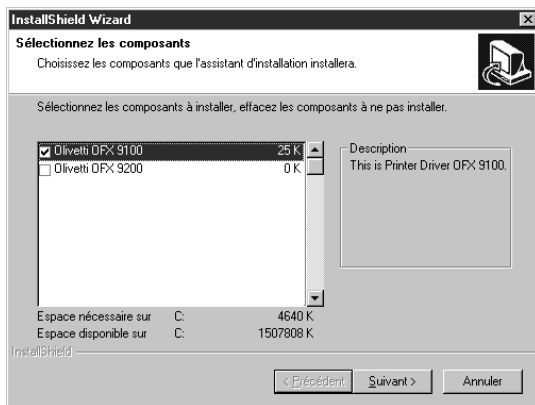 InstallShield Wizard
Sélectionnez les composants
Choisissez les composants que l'assistant d'installation installera.
Sélectionnez les composants à installer, effacez les composants à ne pas installer.
Olivetti OFX 9100 25 K
Olivetti OFX 9200 0 K
Description
This is Printer Driver OFX 9100.
Espace nécessaire sur C: 4640 K
Espace disponible sur C: 1507808 K
InstallShield
< Précédent Suivant > Annuler